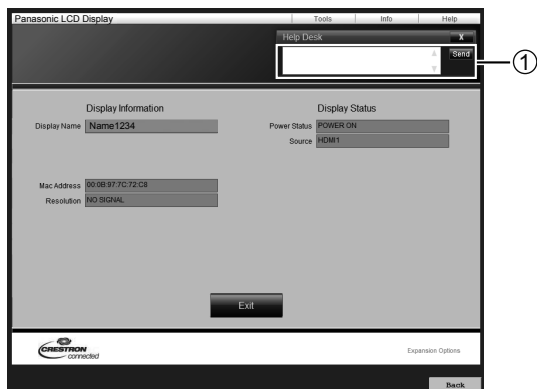 Panasonic LCD Display Tools Info Help
Help Desk X
Send
1
Display Information Display Status
Display Name Name1234 Power Status POWER ON
Source HDMI1
Mac Address 00:0B:97:7C:72:C8
Resolution NO SIGNAL
Exit
CRESTRON
connected
Expansion Options
Back